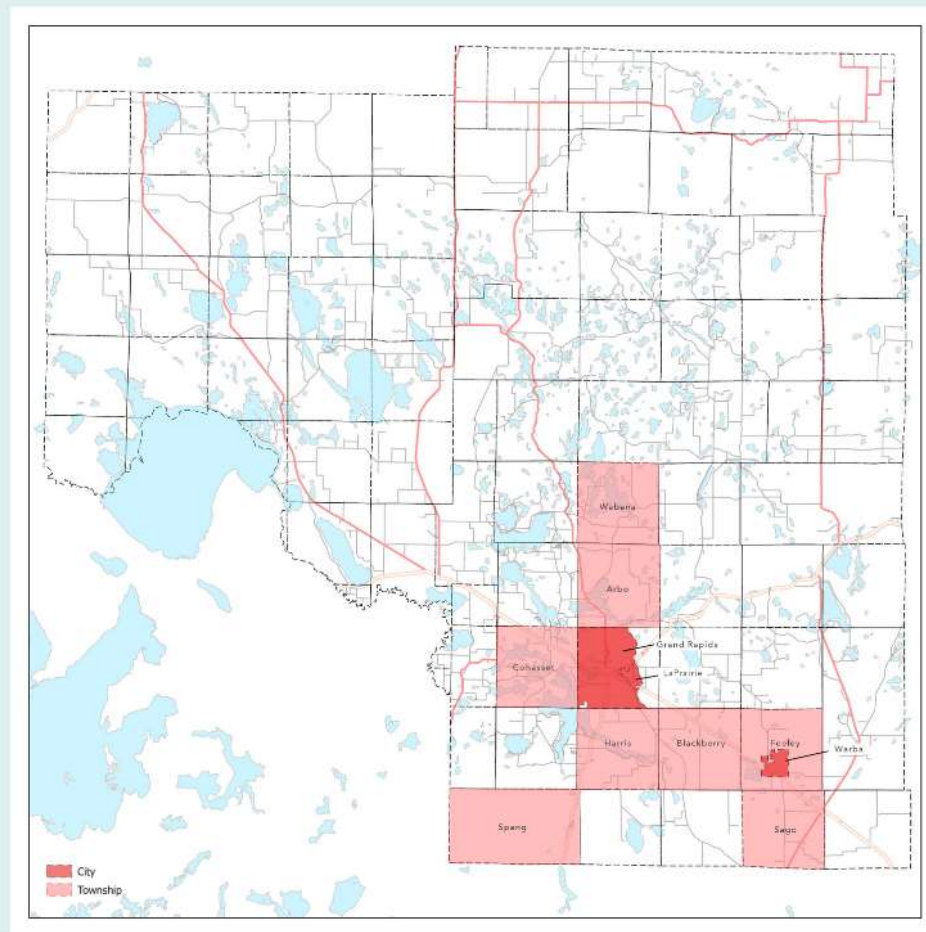 Wabana
Arbo
Grand Rapids
LaPrairie
Cohasset
Harris
Blackberry
Feeley
Warba
Spang
Sago
City
Township